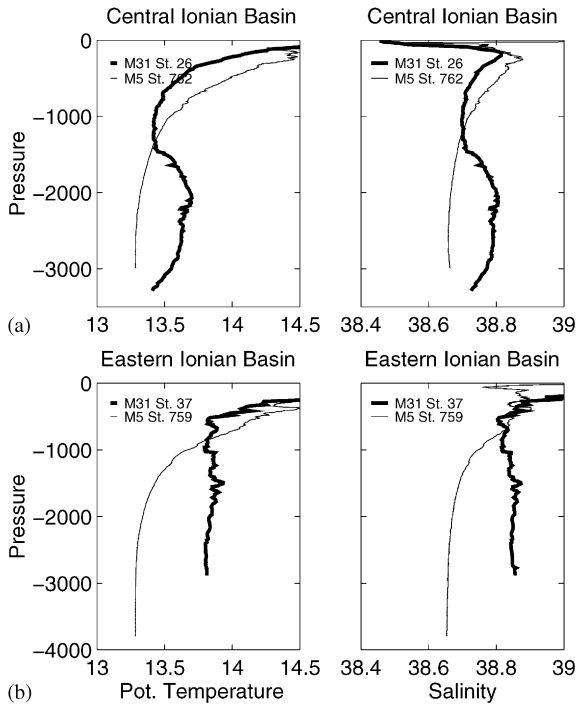 Central Ionian Basin
Central Ionian Basin
(a)
Pressure
0
−1000
−2000
−3000
M31 St. 26
M5 St. 762
M31 St. 26
M5 St. 762
13 13.5 14 14.5
38.4 38.6 38.8 39
Eastern Ionian Basin
Eastern Ionian Basin
Pressure
0
−1000
−2000
−3000
−4000
M31 St. 37
M5 St. 759
M31 St. 37
M5 St. 759
13 13.5 14 14.5
38.4 38.6 38.8 39
(b)
Pot. Temperature
Salinity